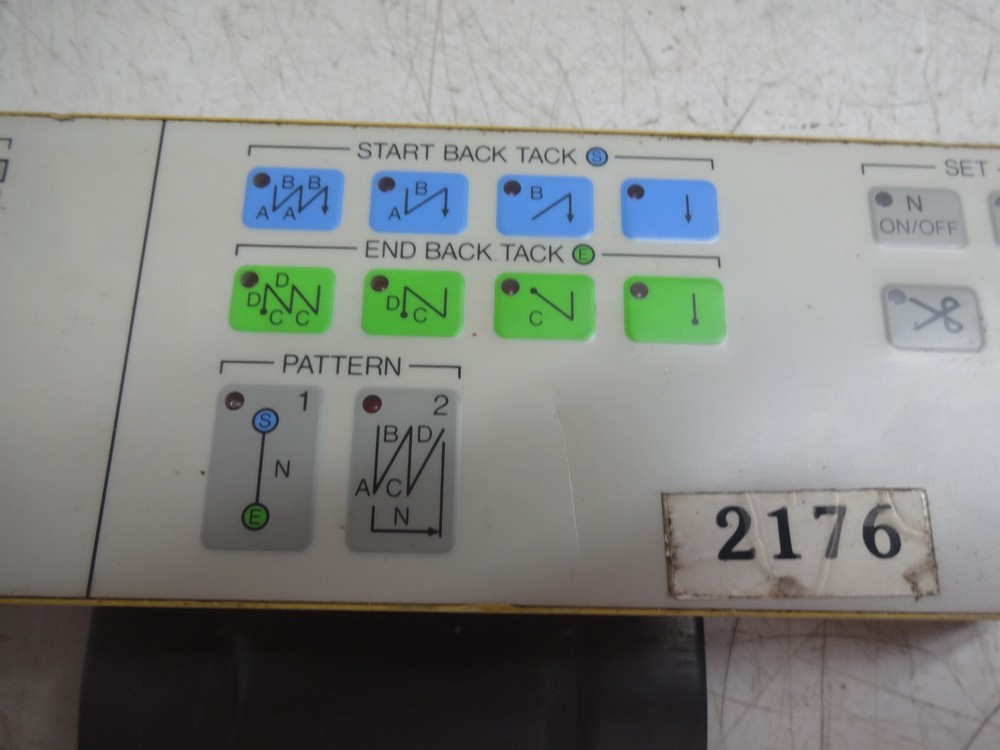 START BACK TACK S
SET
B B
A A
B
A
B
N
ON/OFF
END BACK TACK E
D
D
C C
D
C
C
PATTERN
1
S
N
E
2
B D
A C
N
2176